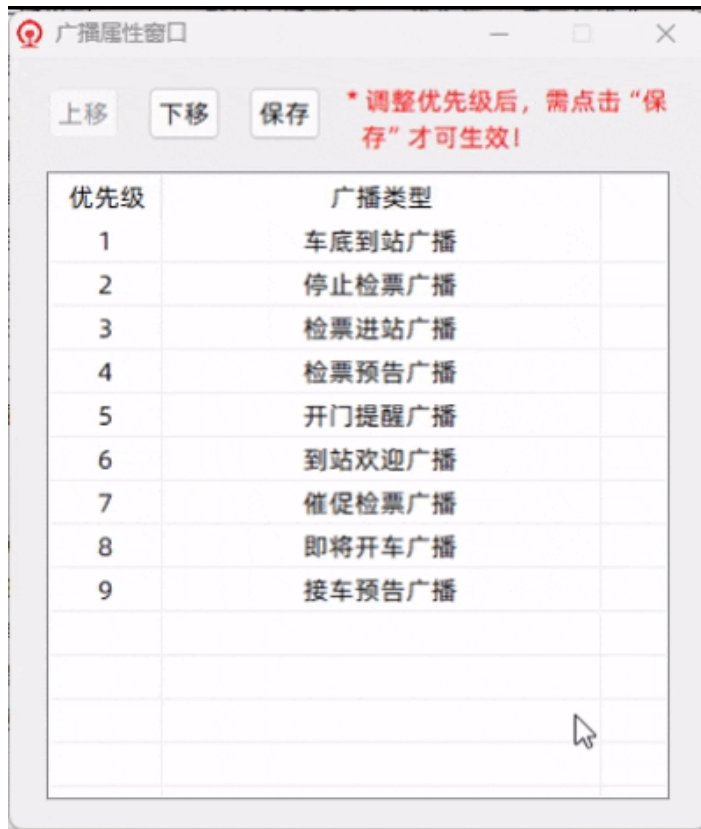 广播属性窗口
上移 下移 保存 * 调整优先级后，需点击“保
存”才可生效！
优先级 广播类型
1 车底到站广播
2 停止检票广播
3 检票进站广播
4 检票预告广播
5 开门提醒广播
6 到站欢迎广播
7 催促检票广播
8 即将开车广播
9 接车预告广播